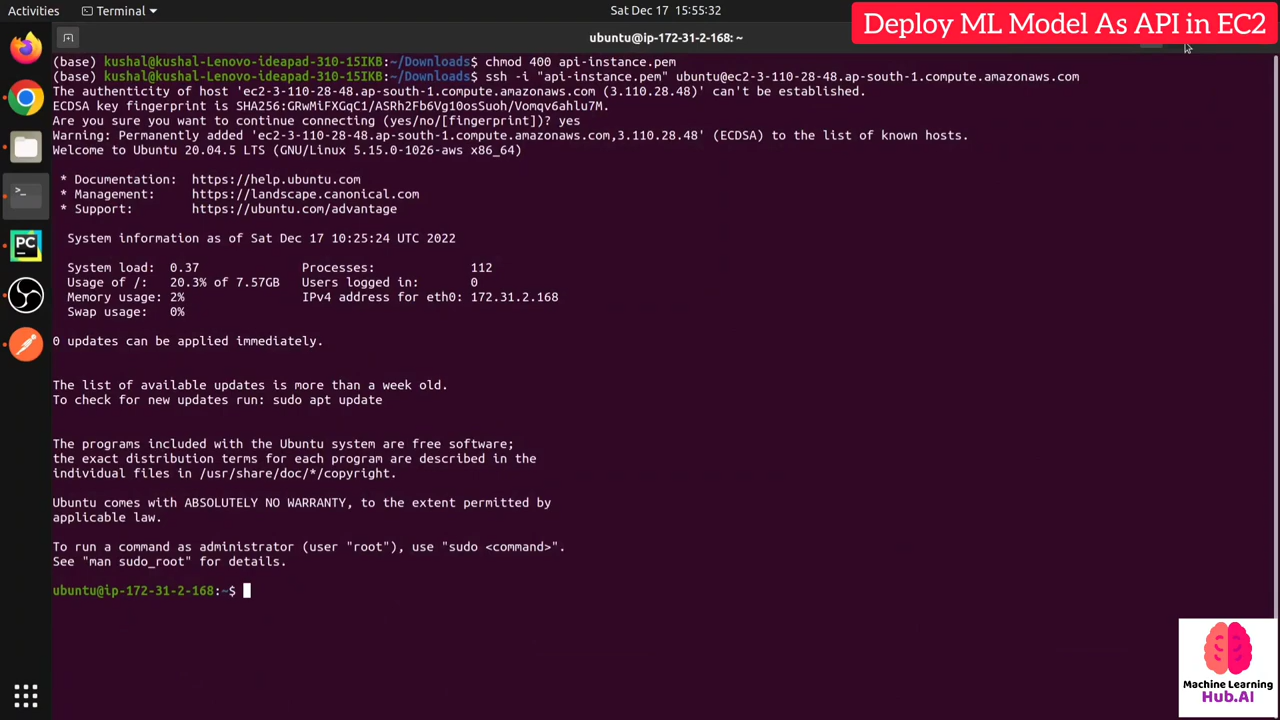 Activities
Terminal
Sat Dec 17 15:55:32
Deploy ML Model As API in EC2
ubuntu@ip-172-31-2-168: ~
(base) kushal@kushal-Lenovo-ideapad-310-15IKB:~/Downloads$ chmod 400 api-instance.pem
(base) kushal@kushal-Lenovo-ideapad-310-15IKB:~/Downloads$ ssh -i "api-instance.pem" ubuntu@ec2-3-110-28-48.ap-south-1.compute.amazonaws.com
The authenticity of host 'ec2-3-110-28-48.ap-south-1.compute.amazonaws.com (3.110.28.48)' can't be established.
ECDSA key fingerprint is SHA256:GRwMiFXGqC1/ASRh2Fb6Vg10osSuoh/Vomqv6ahlu7M.
Are you sure you want to continue connecting (yes/no/[fingerprint])? yes
Warning: Permanently added 'ec2-3-110-28-48.ap-south-1.compute.amazonaws.com,3.110.28.48' (ECDSA) to the list of known hosts.
Welcome to Ubuntu 20.04.5 LTS (GNU/Linux 5.15.0-1026-aws x86_64)
* Documentation:  https://help.ubuntu.com
* Management:     https://landscape.canonical.com
* Support:        https://ubuntu.com/advantage
System information as of Sat Dec 17 10:25:24 UTC 2022
System load:  0.37               Processes:             112
Usage of /:   20.3% of 7.57GB   Users logged in:       0
Memory usage: 2%                 IPv4 address for eth0: 172.31.2.168
Swap usage:   0%
0 updates can be applied immediately.
The list of available updates is more than a week old.
To check for new updates run: sudo apt update
The programs included with the Ubuntu system are free software;
the exact distribution terms for each program are described in the
individual files in /usr/share/doc/*/copyright.
Ubuntu comes with ABSOLUTELY NO WARRANTY, to the extent permitted by
applicable law.
To run a command as administrator (user "root"), use "sudo <command>".
See "man sudo_root" for details.
ubuntu@ip-172-31-2-168:~$
PC
Machine Learning
Hub.AI